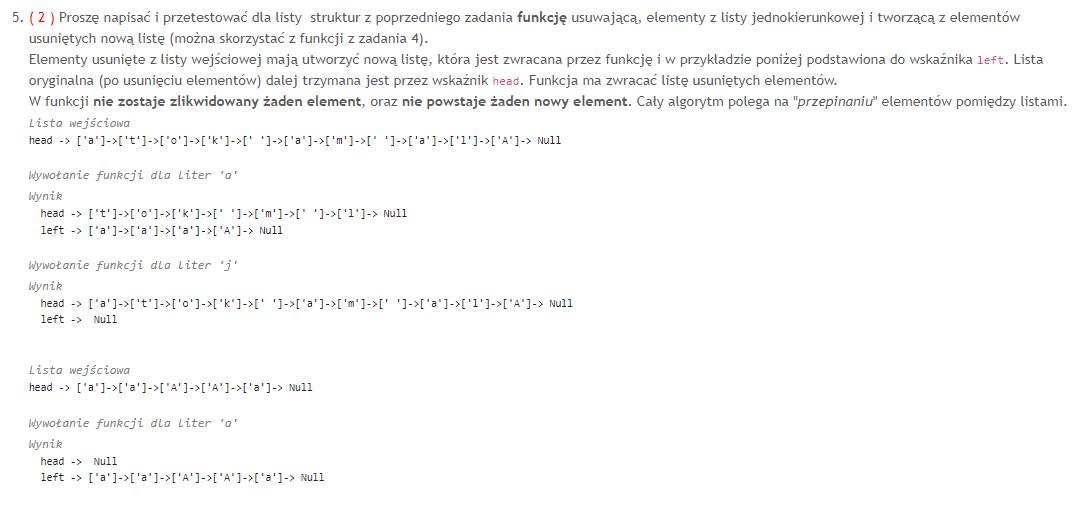 5. ( 2 ) Proszę napisać i przetestować dla listy struktur z poprzedniego zadania funkcję usuwającą, elementy z listy jednokierunkowej i tworzącą z elementów
usuniętych nową listę (można skorzystać z funkcji z zadania 4).
Elementy usunięte z listy wejściowej mają utworzyć nową listę, która jest zwracana przez funkcję i w przykładzie poniżej podstawiona do wskaźnika left. Lista
oryginalna (po usunięciu elementów) dalej trzymana jest przez wskaźnik head. Funkcja ma zwracać listę usuniętych elementów.
W funkcji nie zostaje zlikwidowany żaden element, oraz nie powstaje żaden nowy element. Cały algorytm polega na "przepinaniu" elementów pomiędzy listami.
Lista wejściowa
head -> ['a']->['t']->['o']->['k']->[' ']->['a']->['m']->[' ']->['a']->['l']->['A']-> Null
Wywołanie funkcji dla liter 'a'
Wynik
head -> ['t']->['o']->['k']->[' ']->['m']->[' ']->['l']-> Null
left -> ['a']->['a']->['a']->['A']-> Null
Wywołanie funkcji dla liter 'j'
Wynik
head -> ['a']->['t']->['o']->['k']->[' ']->['a']->['m']->[' ']->['a']->['l']->['A']-> Null
left -> Null
Lista wejściowa
head -> ['a']->['a']->['A']->['A']->['a']-> Null
Wywołanie funkcji dla liter 'a'
Wynik
head -> Null
left -> ['a']->['a']->['A']->['A']->['a']-> Null